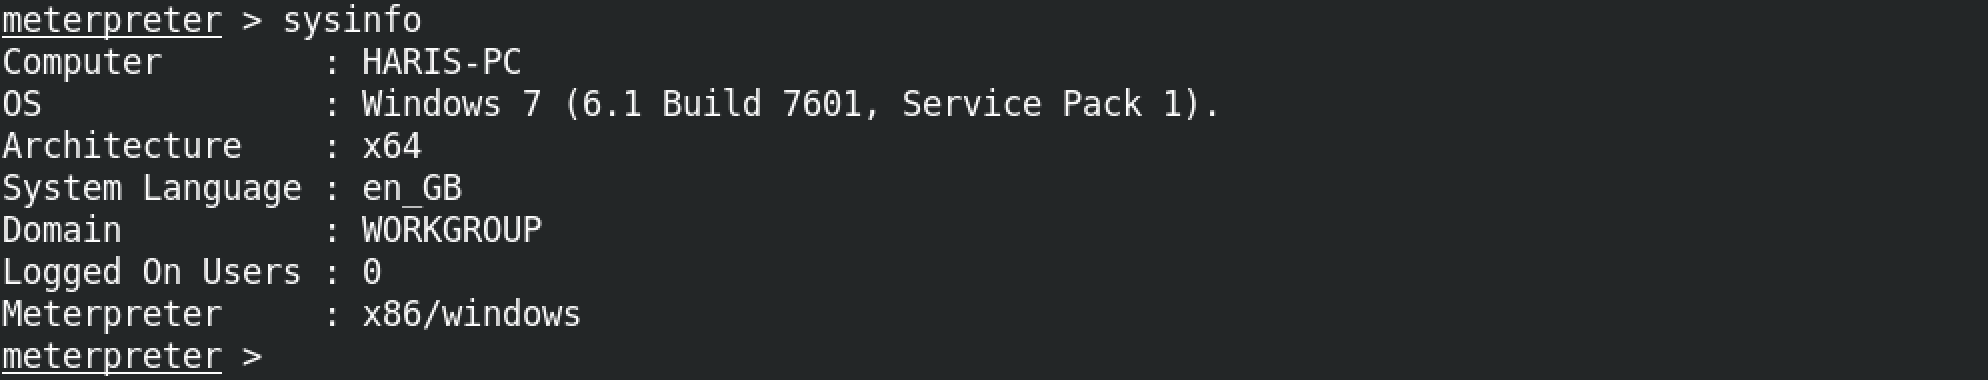 meterpreter > sysinfo
Computer        : HARIS-PC
OS              : Windows 7 (6.1 Build 7601, Service Pack 1).
Architecture    : x64
System Language : en_GB
Domain          : WORKGROUP
Logged On Users : 0
Meterpreter     : x86/windows
meterpreter >